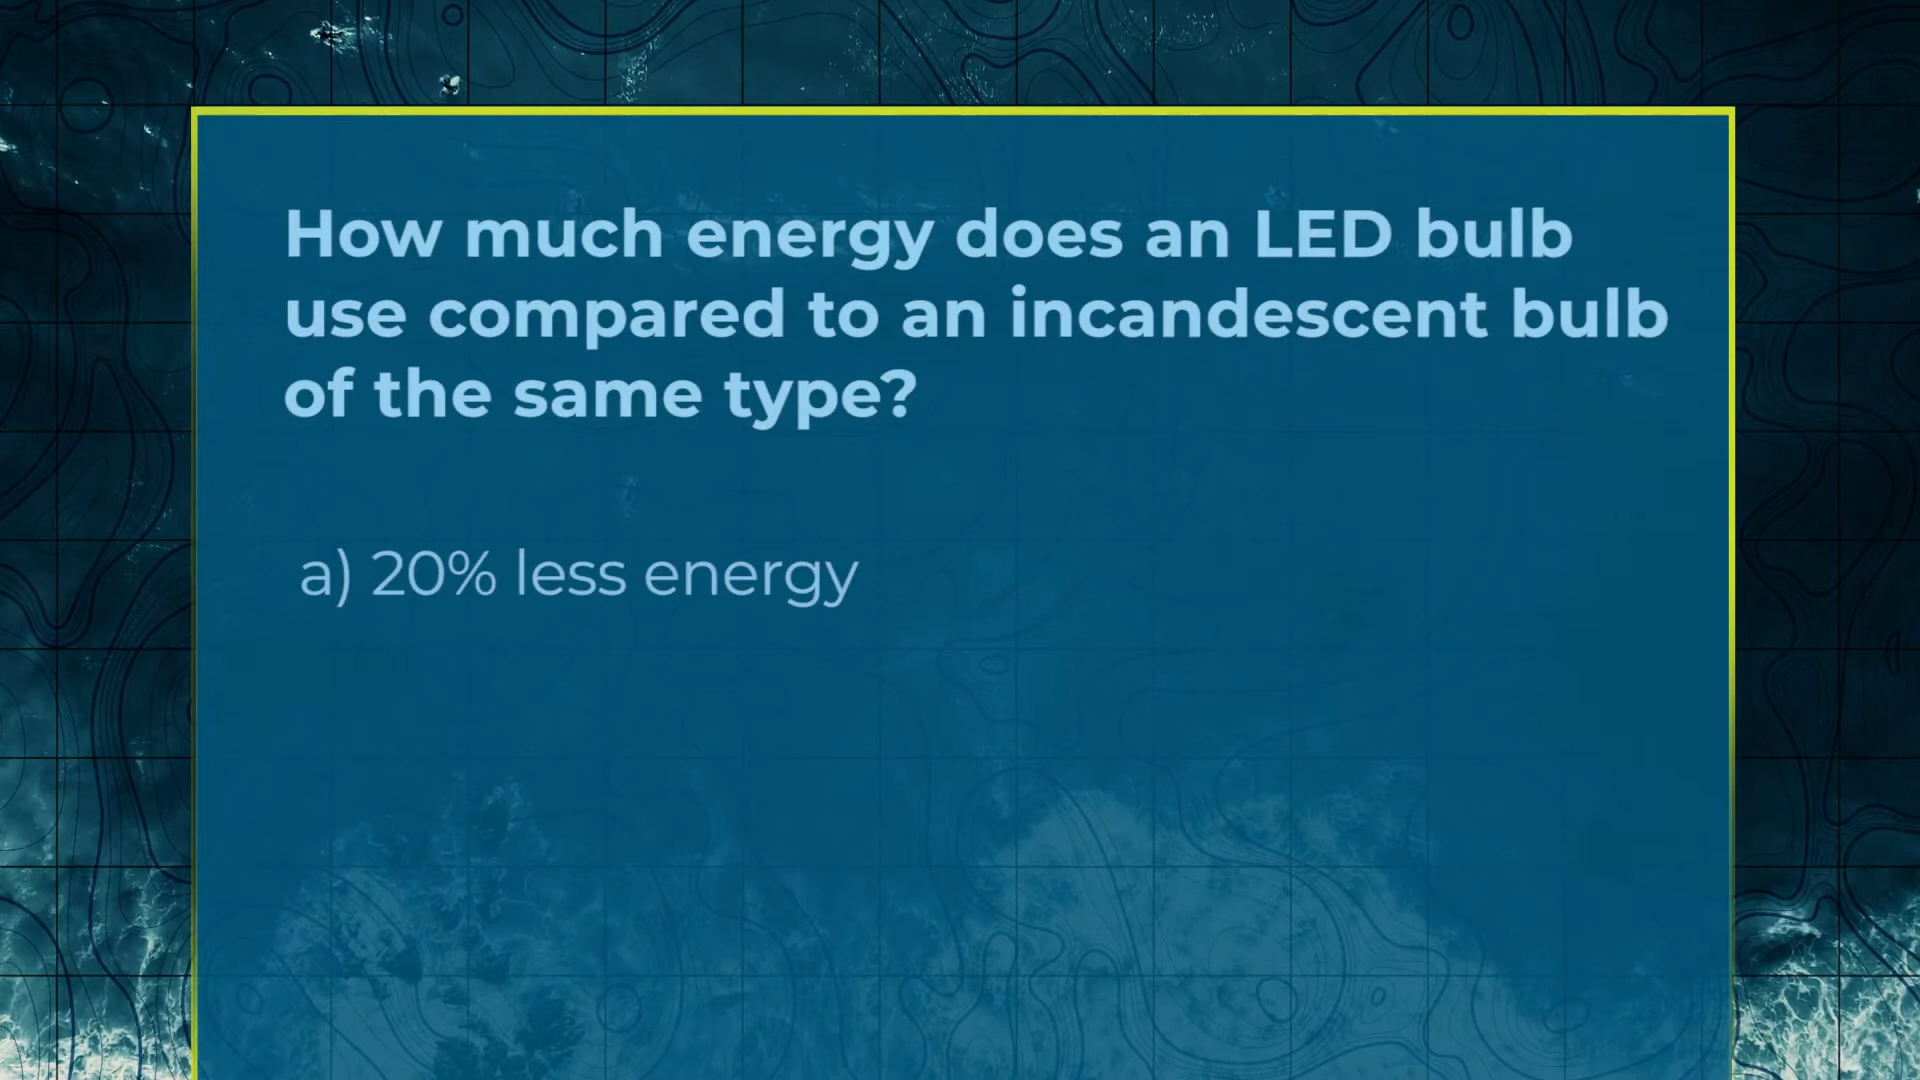 How much energy does an LED bulb
use compared to an incandescent bulb
of the same type?
a) 20% less energy